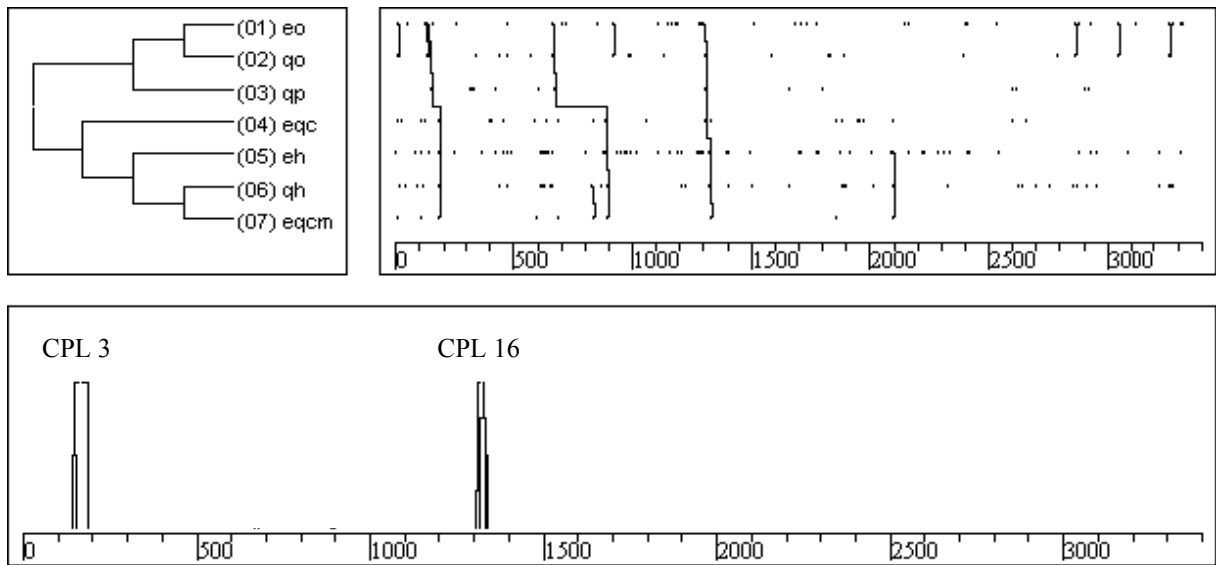 (01) eo
(02) qo
(03) qp
(04) eqc
(05) eh
(06) qh
(07) eqcm
0 500 1000 1500 2000 2500 3000
CPL 3 CPL 16
0 500 1000 1500 2000 2500 3000